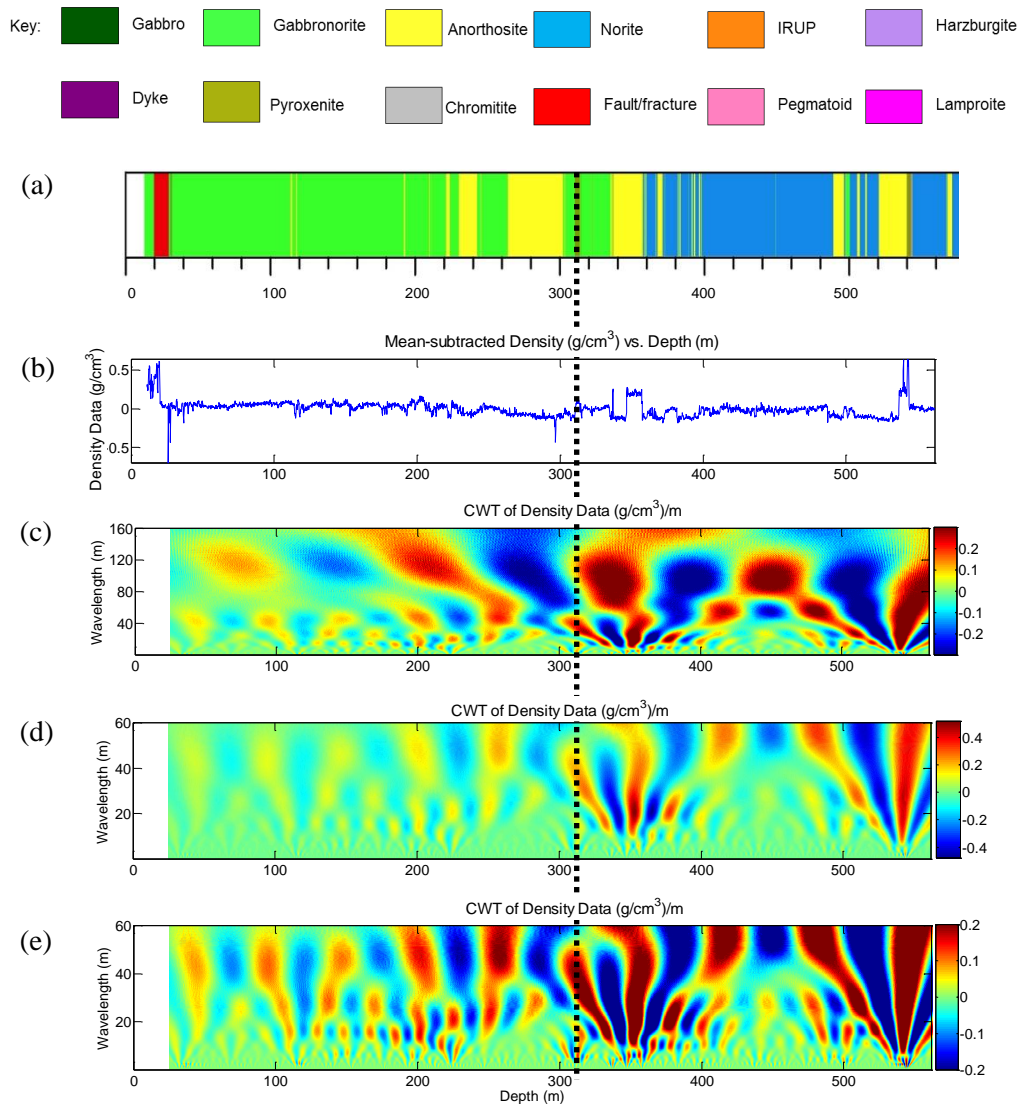 Key: Gabbro Gabbronorite Anorthosite Norite IRUP Harzburgite
Dyke Pyroxenite Chromitite Fault/fracture Pegmatoid Lamproite
(a)
0 100 200 300 400 500
(b)
Mean-subtracted Density (g/cm³) vs. Depth (m)
Density Data (g/cm³)
0.5
0
-0.5
0 100 200 300 400 500
(c)
CWT of Density Data (g/cm³)/m
Wavelength (m)
160
120
80
40
0 100 200 300 400 500
0.2
0.1
0
-0.1
-0.2
(d)
CWT of Density Data (g/cm³)/m
Wavelength (m)
60
40
20
0 100 200 300 400 500
0.4
0.2
0
-0.2
-0.4
(e)
CWT of Density Data (g/cm³)/m
Wavelength (m)
60
40
20
0 100 200 300 400 500
Depth (m)
0.2
0.1
0
-0.1
-0.2